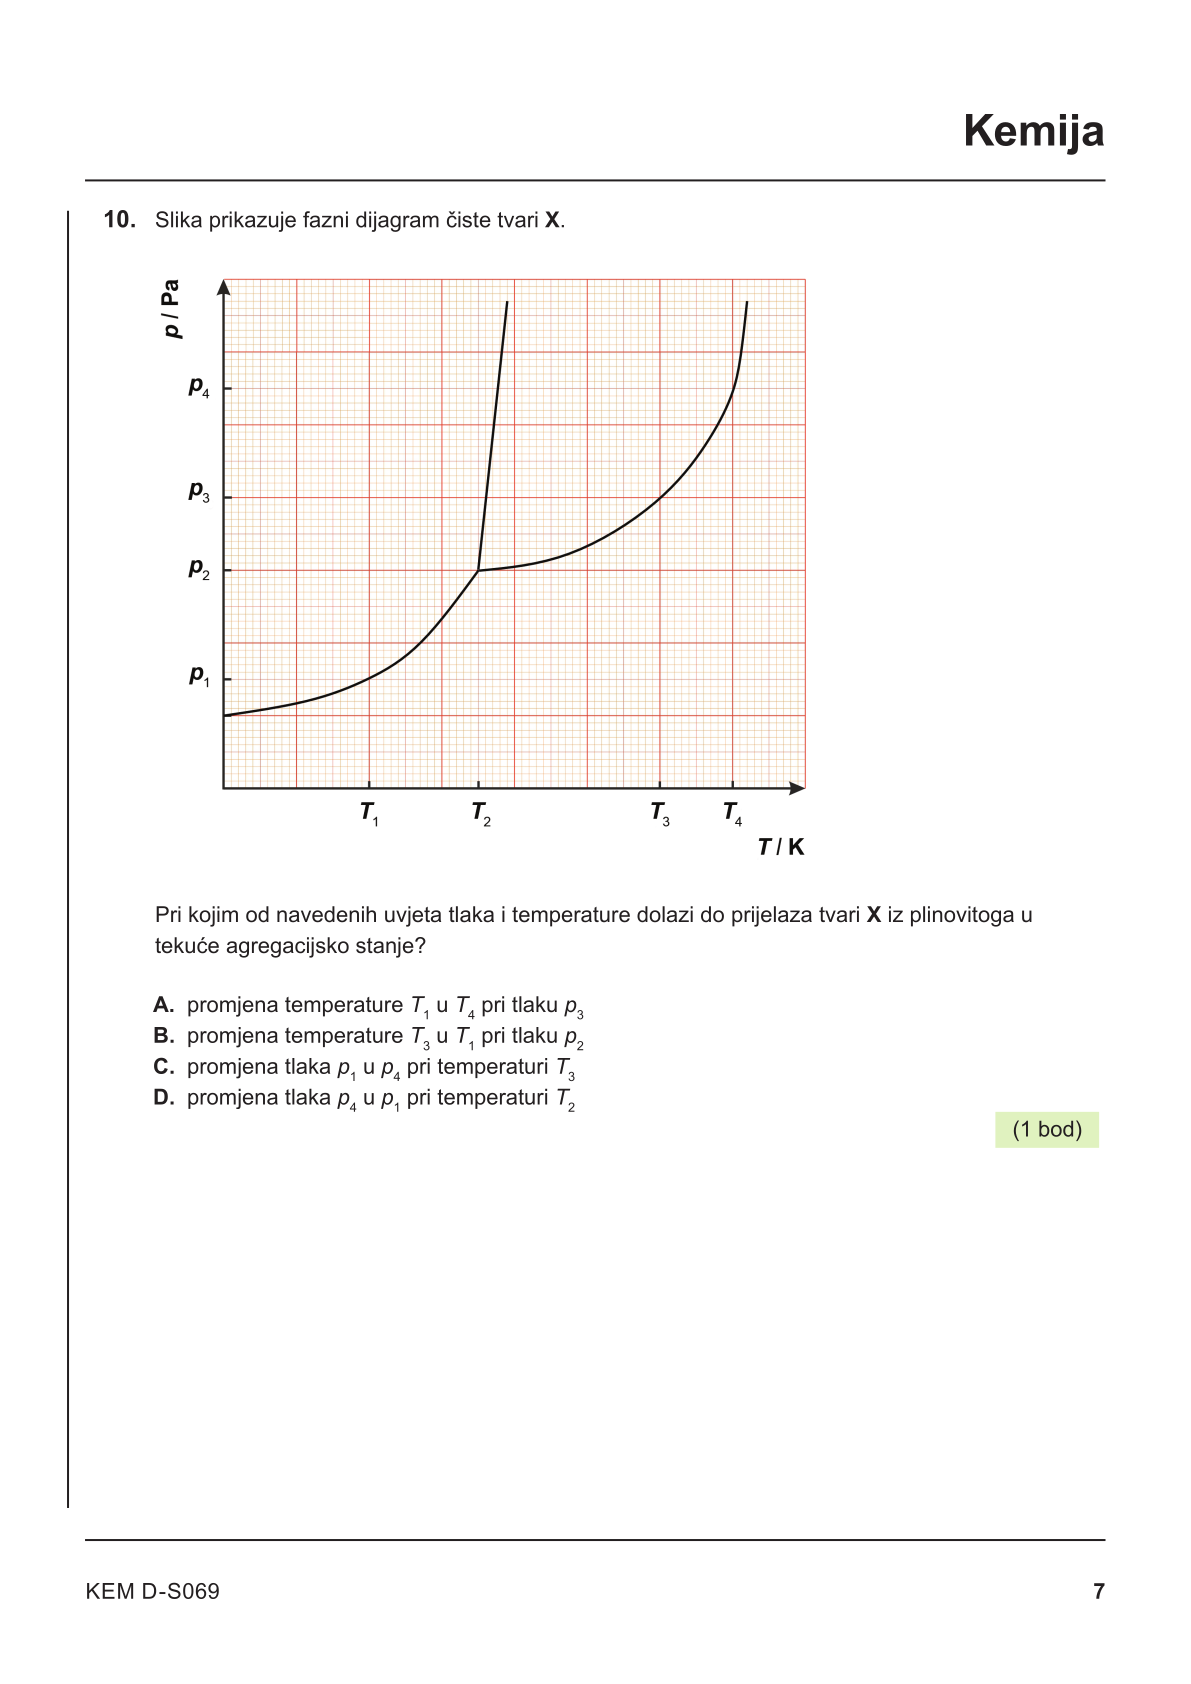 Kemija
10. Slika prikazuje fazni dijagram čiste tvari X.
p / Pa
p4
p3
p2
p1
T1 T2 T3 T4
T / K
Pri kojim od navedenih uvjeta tlaka i temperature dolazi do prijelaza tvari X iz plinovitoga u
tekuće agregacijsko stanje?
A. promjena temperature T1 u T4 pri tlaku p3
B. promjena temperature T3 u T1 pri tlaku p2
C. promjena tlaka p1 u p4 pri temperaturi T3
D. promjena tlaka p4 u p1 pri temperaturi T2
(1 bod)
KEM D-S069
7